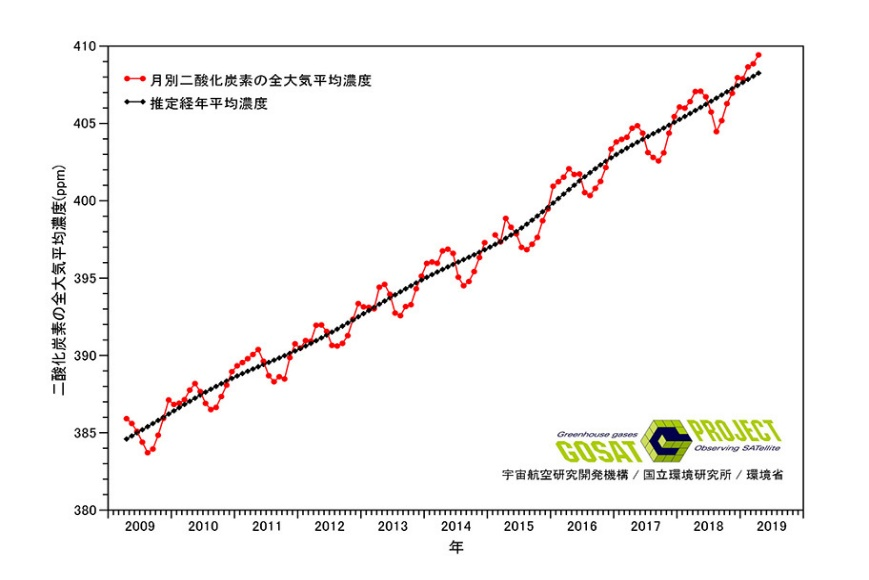 410
405
400
395
390
385
380
二酸化炭素の全大気平均濃度(ppm)
月別二酸化炭素の全大気平均濃度
推定経年平均濃度
Greenhouse gases
GOSAT PROJECT
Observing SATellite
宇宙航空研究開発機構 / 国立環境研究所 / 環境省
2009 2010 2011 2012 2013 2014 2015 2016 2017 2018 2019
年